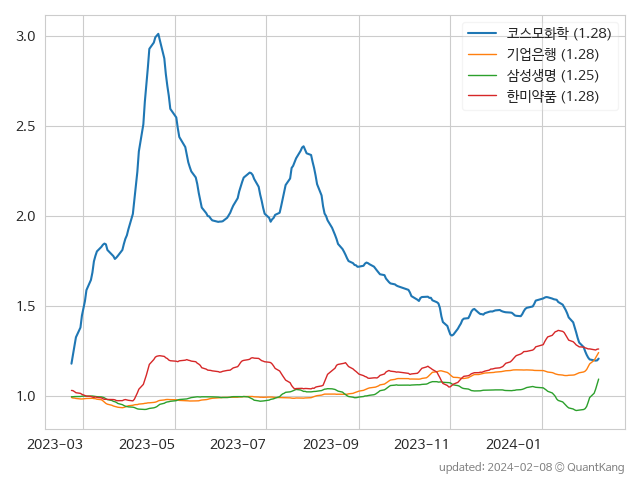 코스모화학 (1.28)
기업은행 (1.28)
삼성생명 (1.25)
한미약품 (1.28)
3.0
2.5
2.0
1.5
1.0
2023-03 2023-05 2023-07 2023-09 2023-11 2024-01
updated: 2024-02-08 © QuantKang